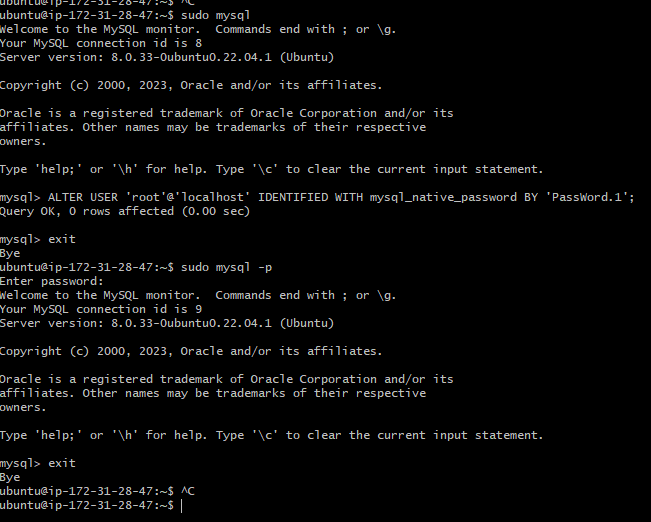 ubuntu@ip-172-31-28-47:~$ ^C
ubuntu@ip-172-31-28-47:~$ sudo mysql
Welcome to the MySQL monitor.  Commands end with ; or \g.
Your MySQL connection id is 8
Server version: 8.0.33-0ubuntu0.22.04.1 (Ubuntu)

Copyright (c) 2000, 2023, Oracle and/or its affiliates.

Oracle is a registered trademark of Oracle Corporation and/or its
affiliates. Other names may be trademarks of their respective
owners.

Type 'help;' or '\h' for help. Type '\c' to clear the current input statement.

mysql> ALTER USER 'root'@'localhost' IDENTIFIED WITH mysql_native_password BY 'PassWord.1';
Query OK, 0 rows affected (0.00 sec)

mysql> exit
Bye
ubuntu@ip-172-31-28-47:~$ sudo mysql -p
Enter password:
Welcome to the MySQL monitor.  Commands end with ; or \g.
Your MySQL connection id is 9
Server version: 8.0.33-0ubuntu0.22.04.1 (Ubuntu)

Copyright (c) 2000, 2023, Oracle and/or its affiliates.

Oracle is a registered trademark of Oracle Corporation and/or its
affiliates. Other names may be trademarks of their respective
owners.

Type 'help;' or '\h' for help. Type '\c' to clear the current input statement.

mysql> exit
Bye
ubuntu@ip-172-31-28-47:~$ ^C
ubuntu@ip-172-31-28-47:~$